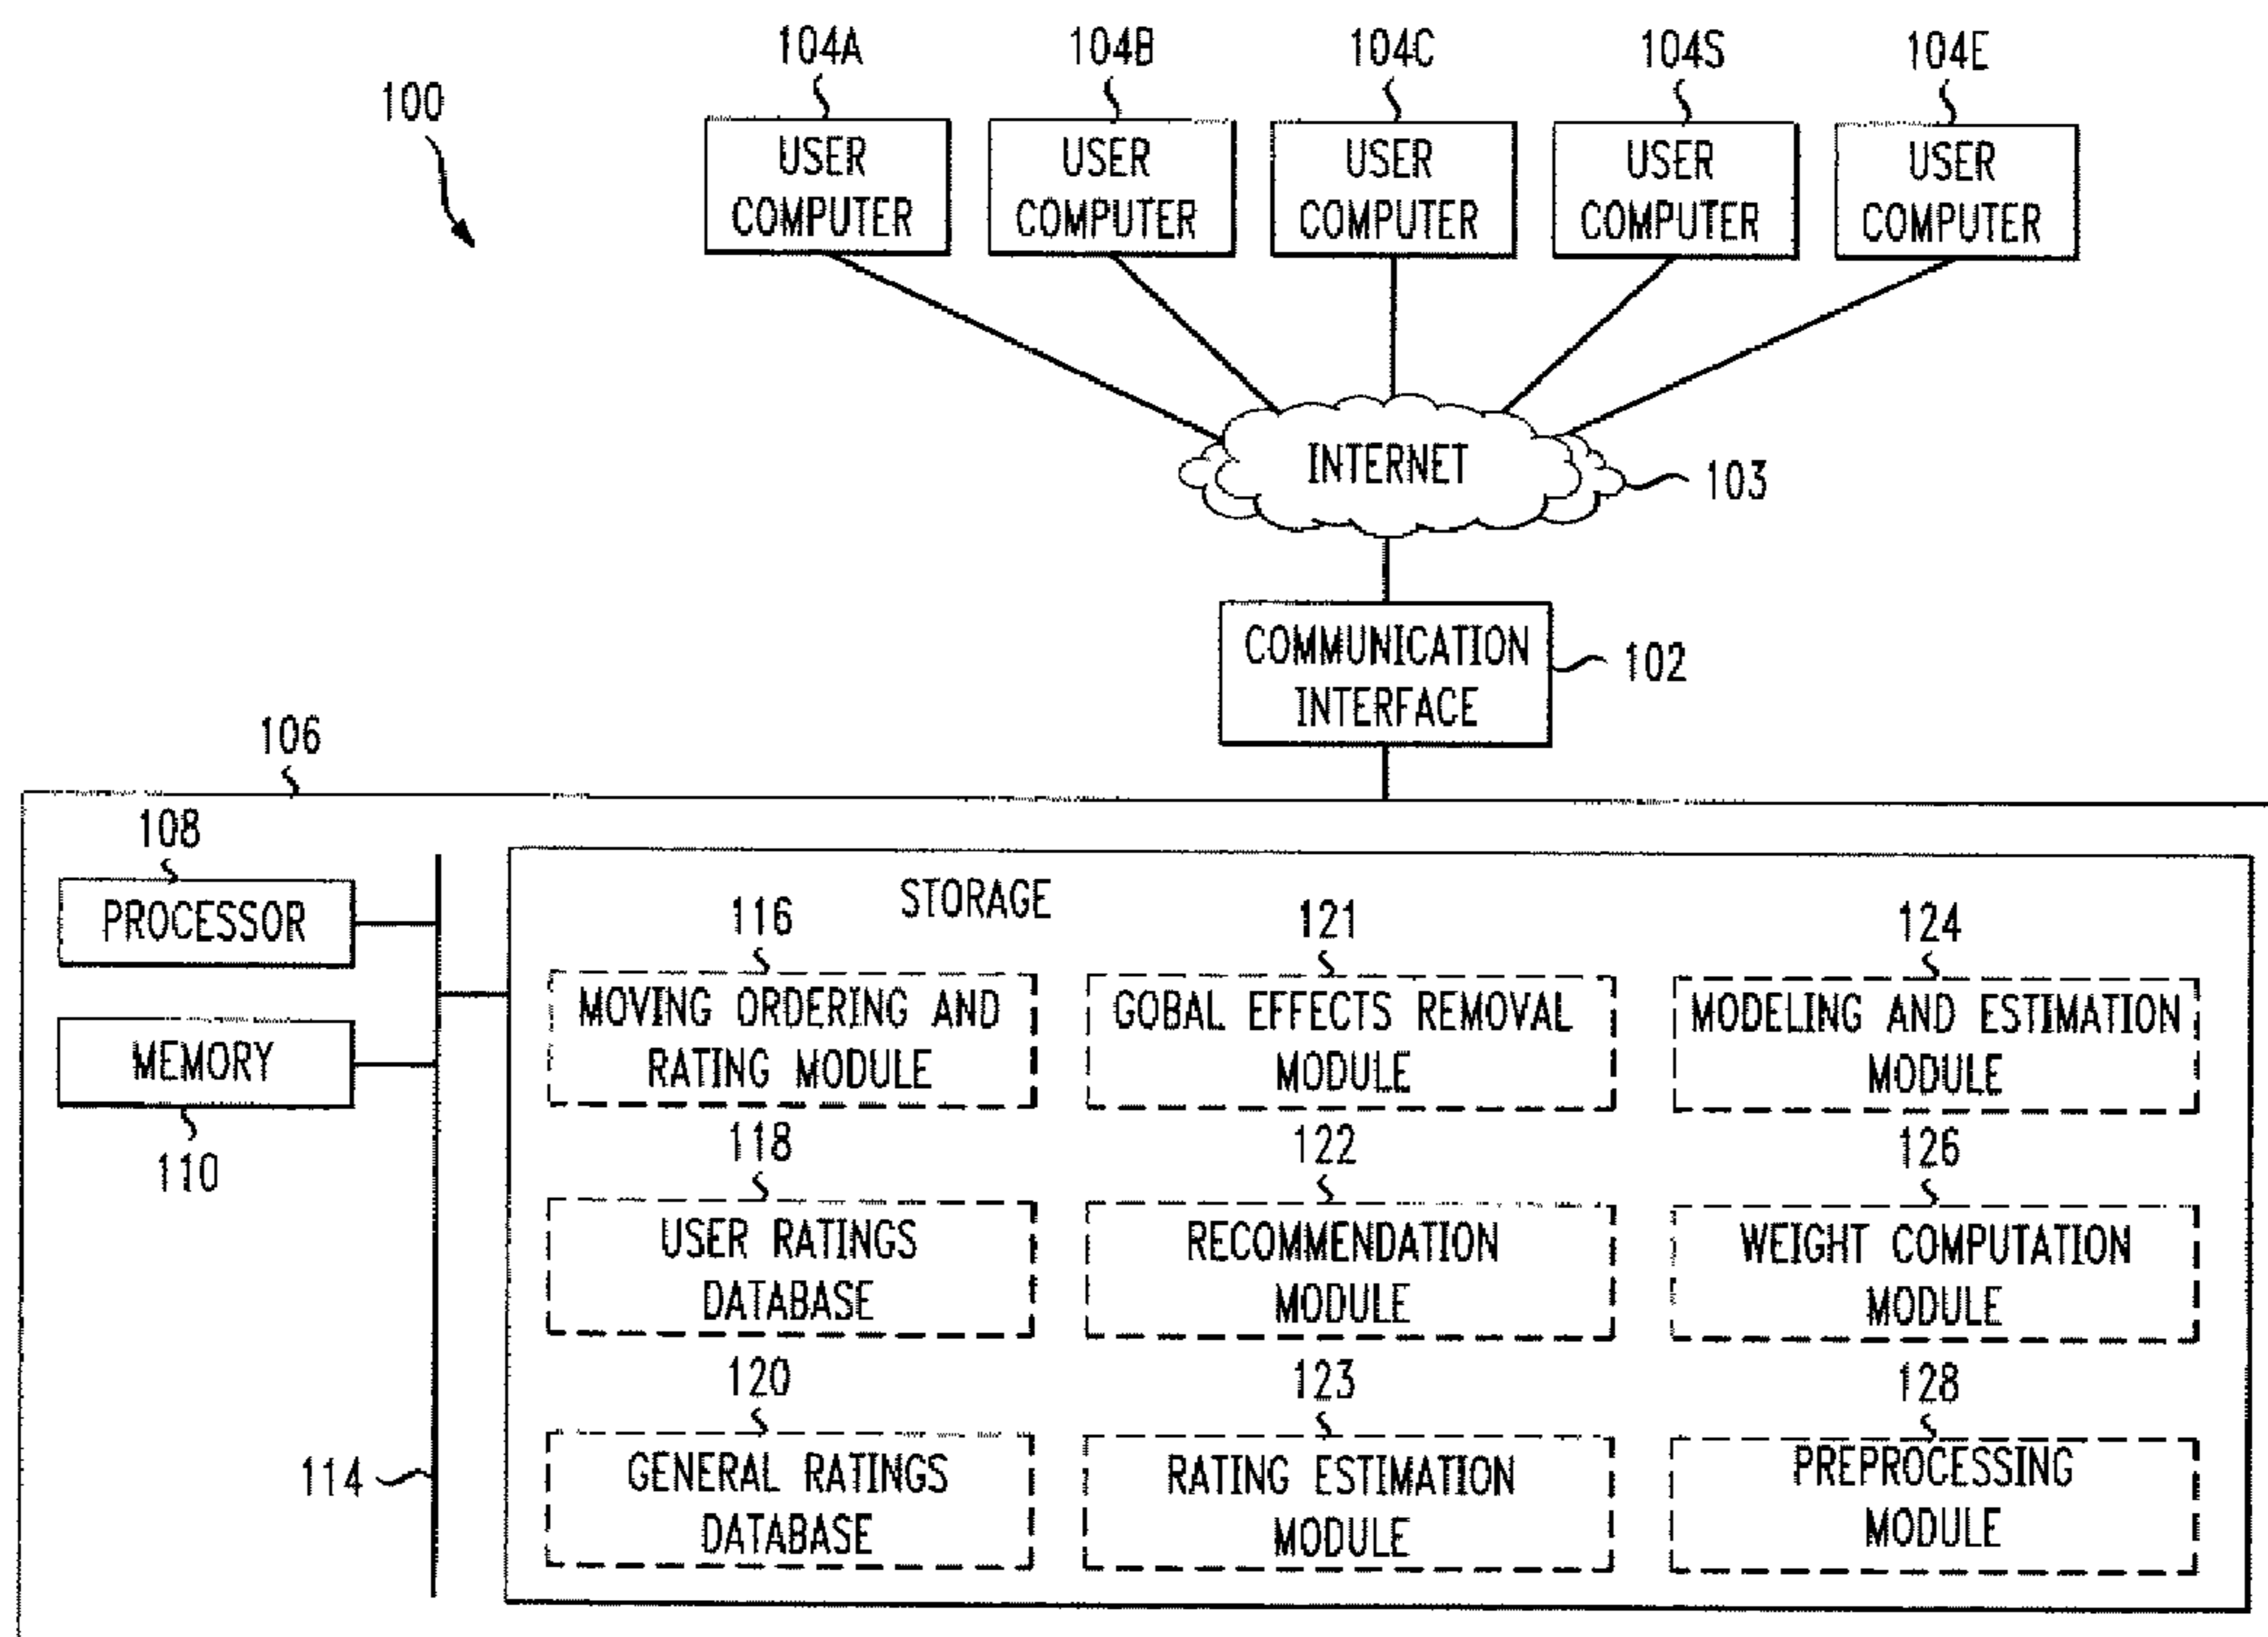 104A
104B
104C
104S
104E
100
USER
COMPUTER
USER
COMPUTER
USER
COMPUTER
USER
COMPUTER
USER
COMPUTER
INTERNET
103
COMMUNICATION
INTERFACE
102
106
108
PROCESSOR
MEMORY
110
114
STORAGE
116
MOVING ORDERING AND
RATING MODULE
121
GOBAL EFFECTS REMOVAL
MODULE
124
MODELING AND ESTIMATION
MODULE
118
USER RATINGS
DATABASE
122
RECOMMENDATION
MODULE
126
WEIGHT COMPUTATION
MODULE
120
GENERAL RATINGS
DATABASE
123
RATING ESTIMATION
MODULE
128
PREPROCESSING
MODULE